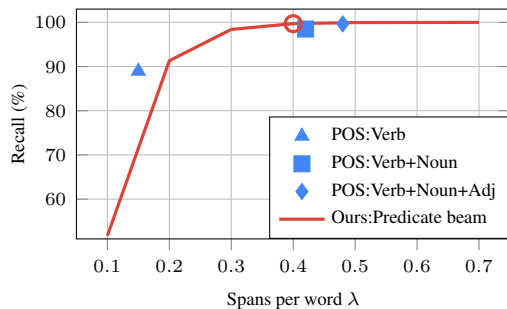 100
90
80
70
60
Recall (%)
POS:Verb
POS:Verb+Noun
POS:Verb+Noun+Adj
Ours:Predicate beam
0.1 0.2 0.3 0.4 0.5 0.6 0.7
Spans per word λ